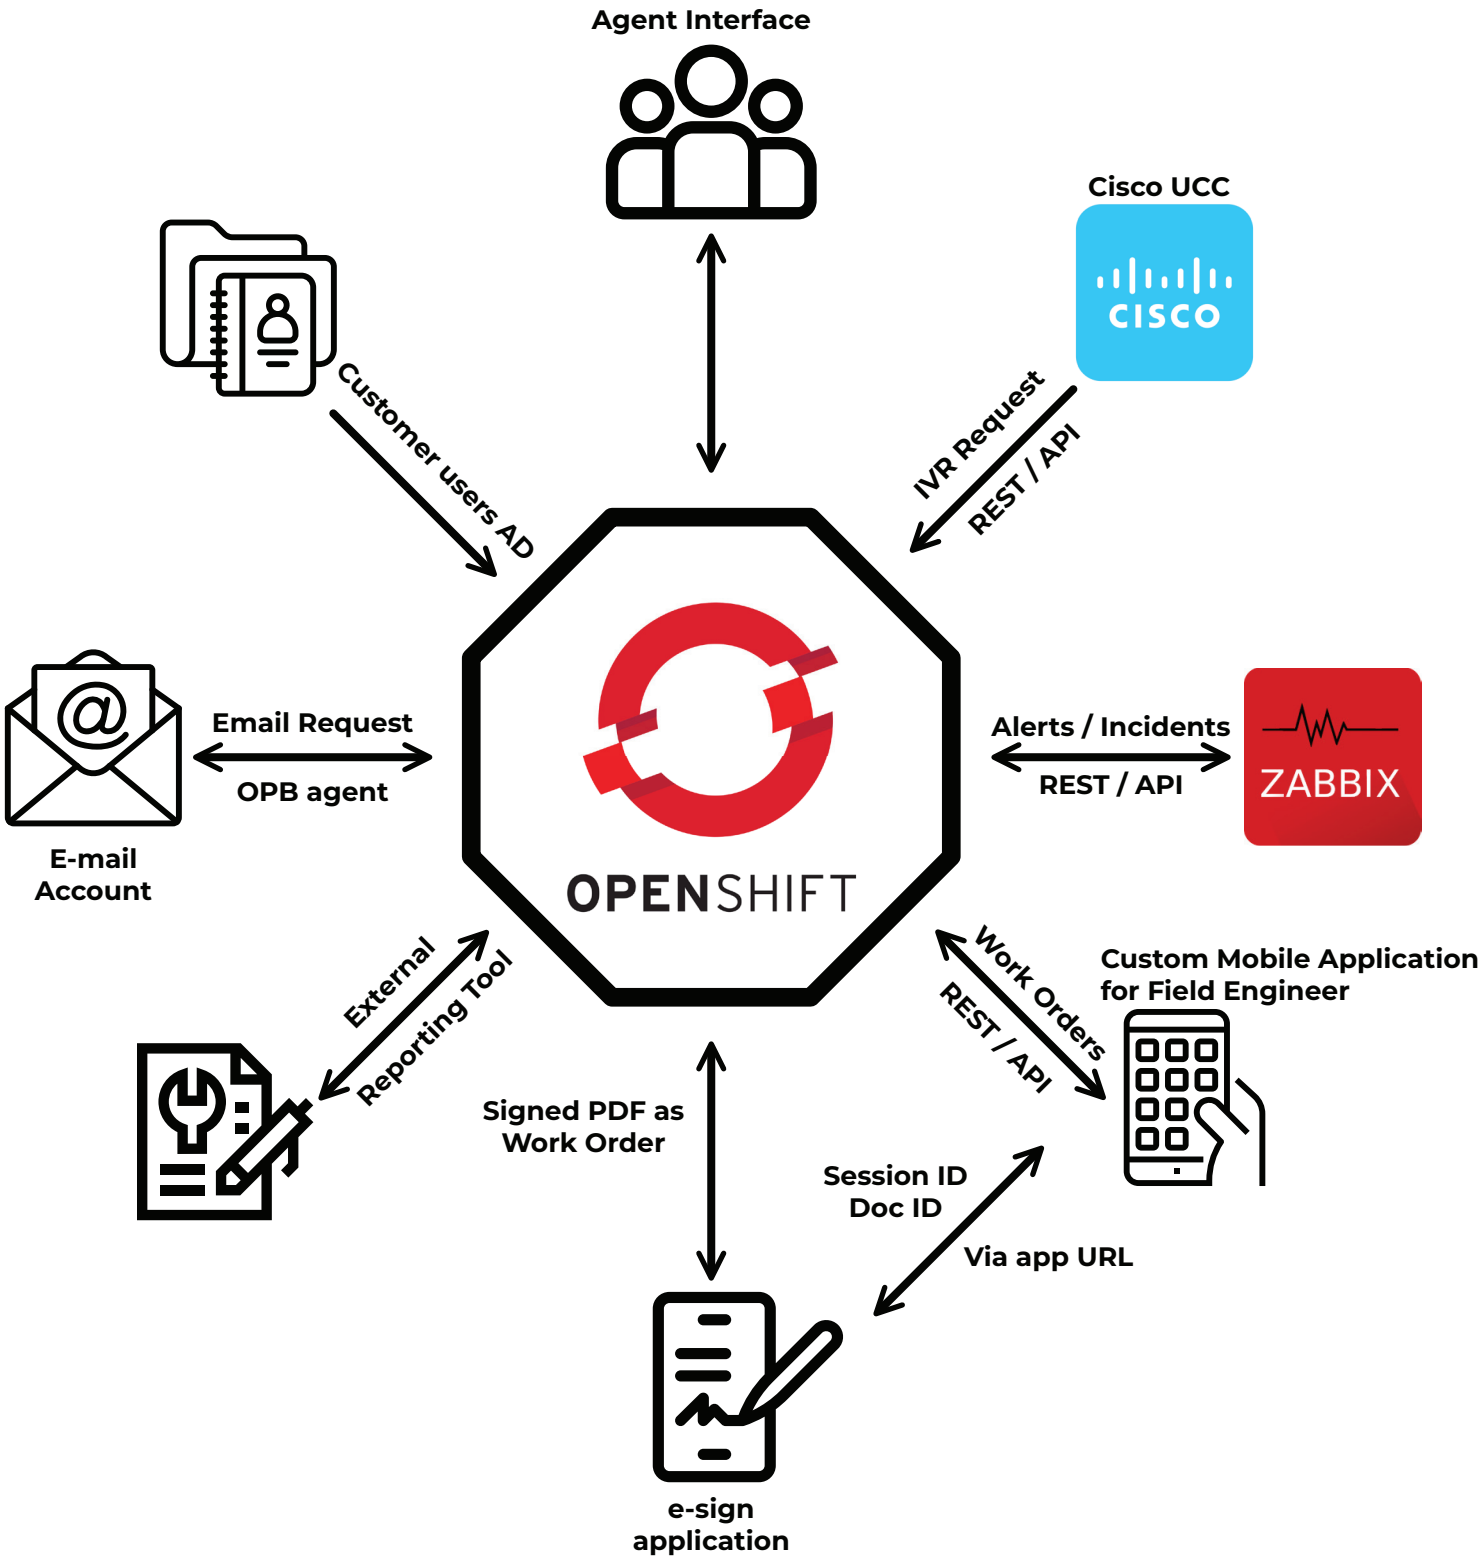 Agent Interface
Cisco UCC
CISCO
Customer users AD
IVR Request
REST / API
@
Email Request
OPB agent
E-mail
Account
OPENSHIFT
Alerts / Incidents
REST / API
ZABBIX
External
Reporting Tool
Work Orders
REST / API
Custom Mobile Application
for Field Engineer
Signed PDF as
Work Order
Session ID
Doc ID
Via app URL
e-sign
application